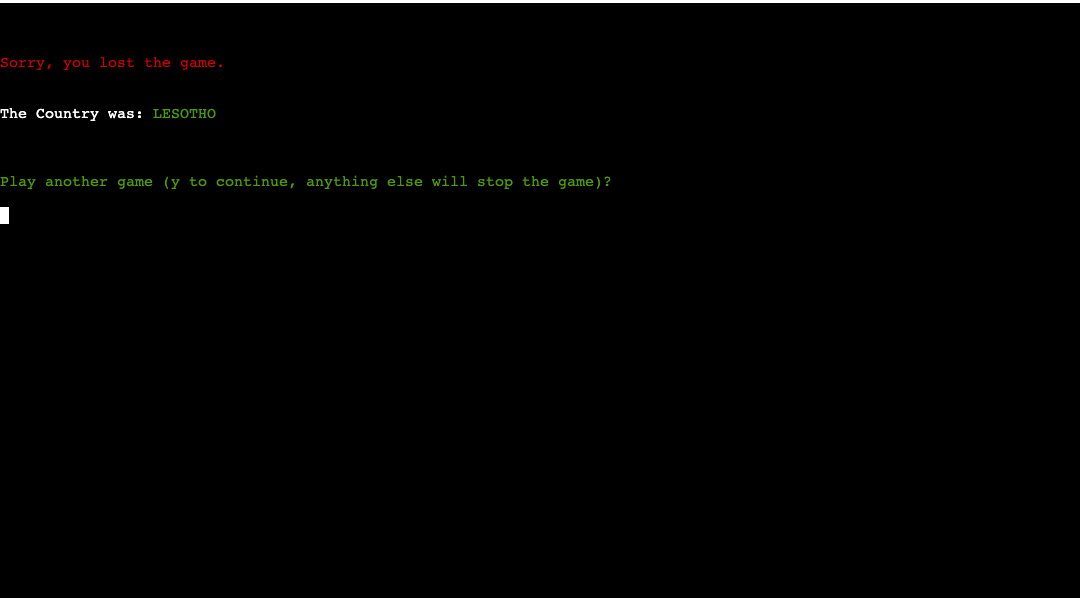 Sorry, you lost the game.
The Country was: LESOTHO
Play another game (y to continue, anything else will stop the game)?